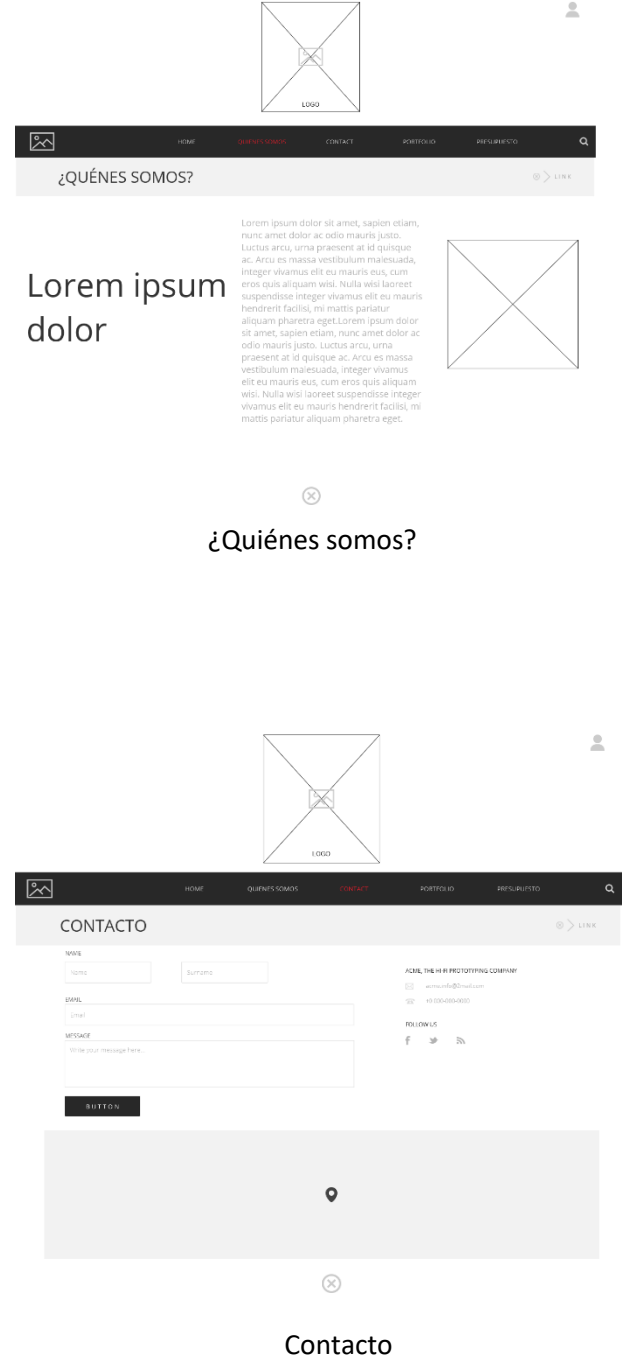 LOGO
HOME QUIENES SOMOS CONTACT PORTFOLIO PRESUPUESTO
¿QUÉNES SOMOS?
LINK
Lorem ipsum
dolor
Lorem ipsum dolor sit amet, sapien etiam,
nunc amet dolor ac odio mauris justo.
Luctus arcu, urna praesent at id quisque
ac. Arcu es massa vestibulum malesuada,
integer vivamus elit eu mauris eus, cum
eros quis aliquam wisi. Nulla wisi laoreet
suspendisse integer vivamus elit eu mauris
hendrerit facilisi, mi mattis pariatur
aliquam pharetra eget.Lorem ipsum dolor
sit amet, sapien etiam, nunc amet dolor ac
odio mauris justo. Luctus arcu, urna
praesent at id quisque ac. Arcu es massa
vestibulum malesuada, integer vivamus
elit eu mauris eus, cum eros quis aliquam
wisi. Nulla wisi laoreet suspendisse integer
vivamus elit eu mauris hendrerit facilisi, mi
mattis pariatur aliquam pharetra eget.
¿Quiénes somos?
LOGO
HOME QUIENES SOMOS CONTACT PORTFOLIO PRESUPUESTO
CONTACTO
LINK
NAME
Name Surname
EMAIL
Email
MESSAGE
Write your message here.
BUTTON
ACME, THE HI-FI PROTOTYPING COMPANY
FOLLOW US
Contacto